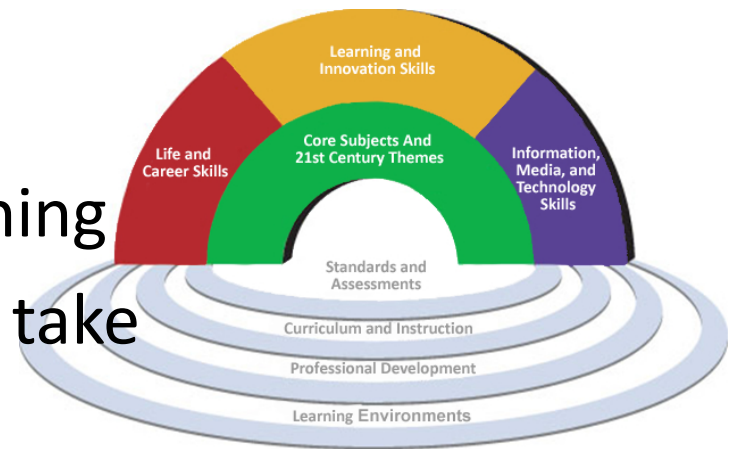 Learning and
Innovation Skills
Core Subjects And
21st Century Themes
Life and
Career Skills
Information,
Media, and
Technology
Skills
ning
take
Standards and
Assessments
Curriculum and Instruction
Professional Development
Learning Environments